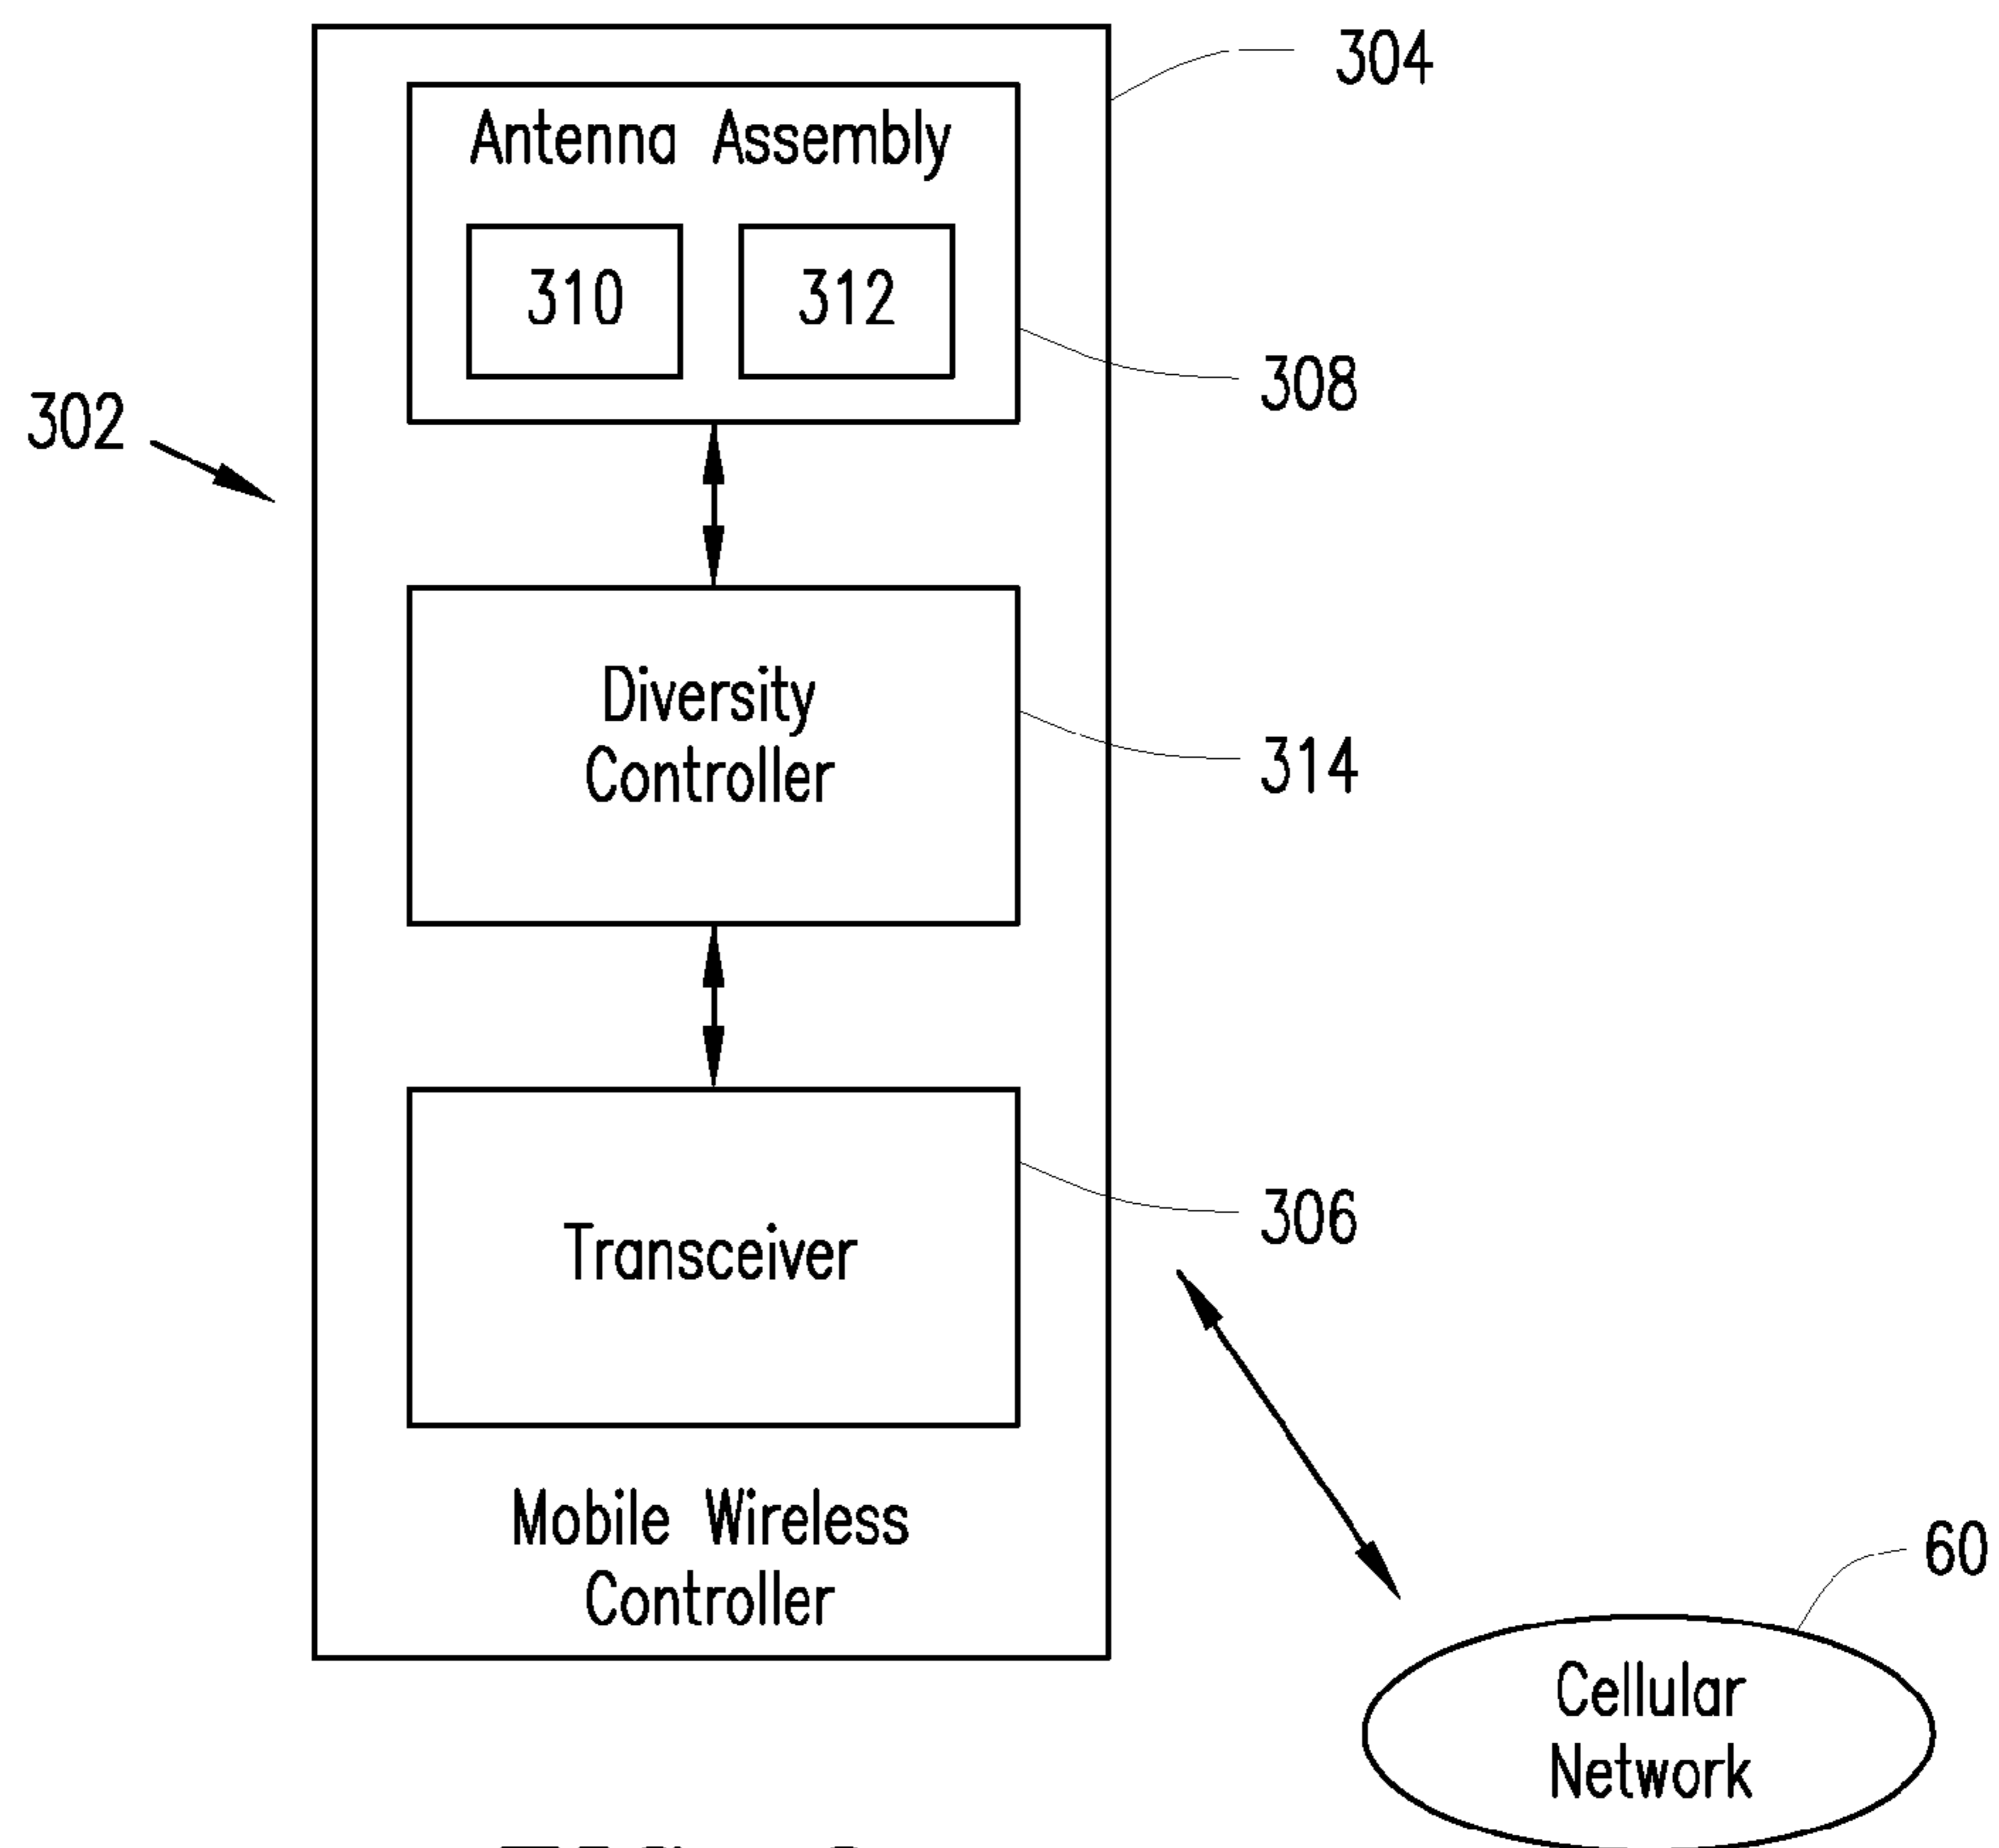 304
Antenna Assembly
310 312
308
302
Diversity
Controller
314
Transceiver
306
Mobile Wireless
Controller
60
Cellular
Network